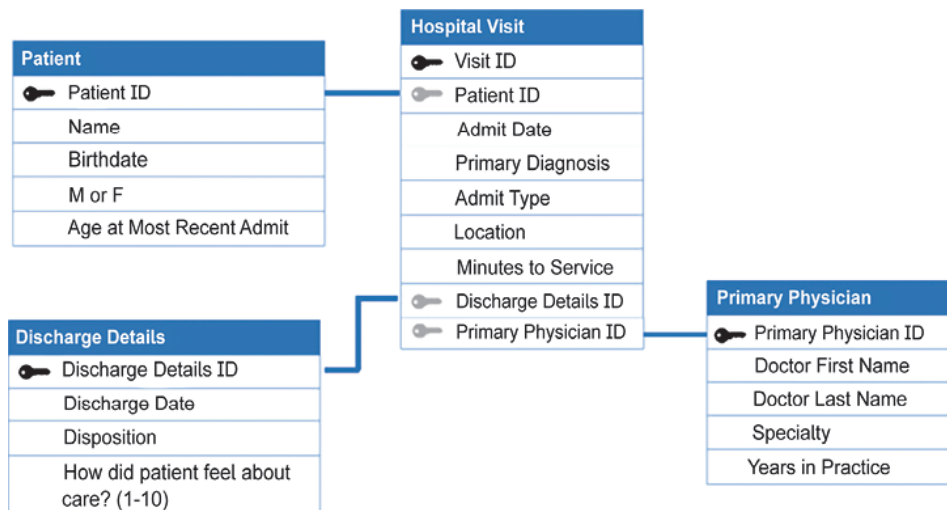 Patient
Patient ID
Name
Birthdate
M or F
Age at Most Recent Admit
Hospital Visit
Visit ID
Patient ID
Admit Date
Primary Diagnosis
Admit Type
Location
Minutes to Service
Discharge Details ID
Primary Physician ID
Discharge Details
Discharge Details ID
Discharge Date
Disposition
How did patient feel about
care? (1-10)
Primary Physician
Primary Physician ID
Doctor First Name
Doctor Last Name
Specialty
Years in Practice